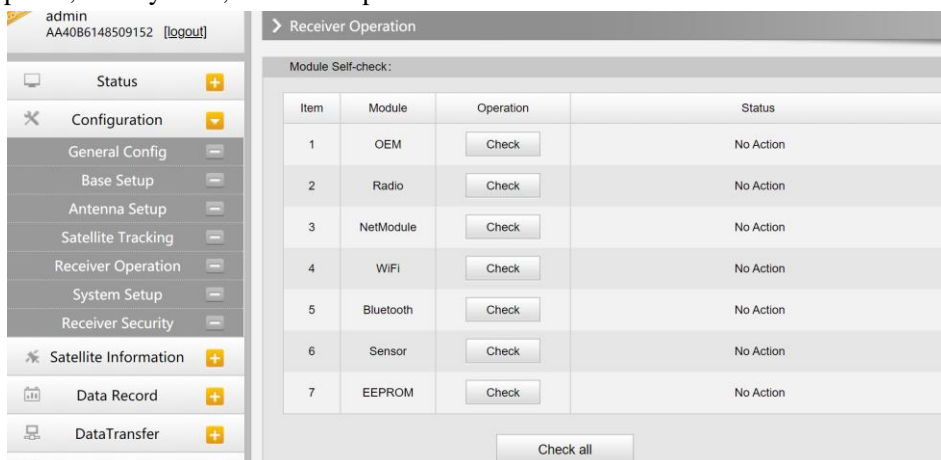 admin
AA40B6148509152 [logout]
Status
Configuration
General Config
Base Setup
Antenna Setup
Satellite Tracking
Receiver Operation
System Setup
Receiver Security
Satellite Information
Data Record
DataTransfer
Receiver Operation
Module Self-check:
Item Module Operation Status
1 OEM Check No Action
2 Radio Check No Action
3 NetModule Check No Action
4 WiFi Check No Action
5 Bluetooth Check No Action
6 Sensor Check No Action
7 EEPROM Check No Action
Check all